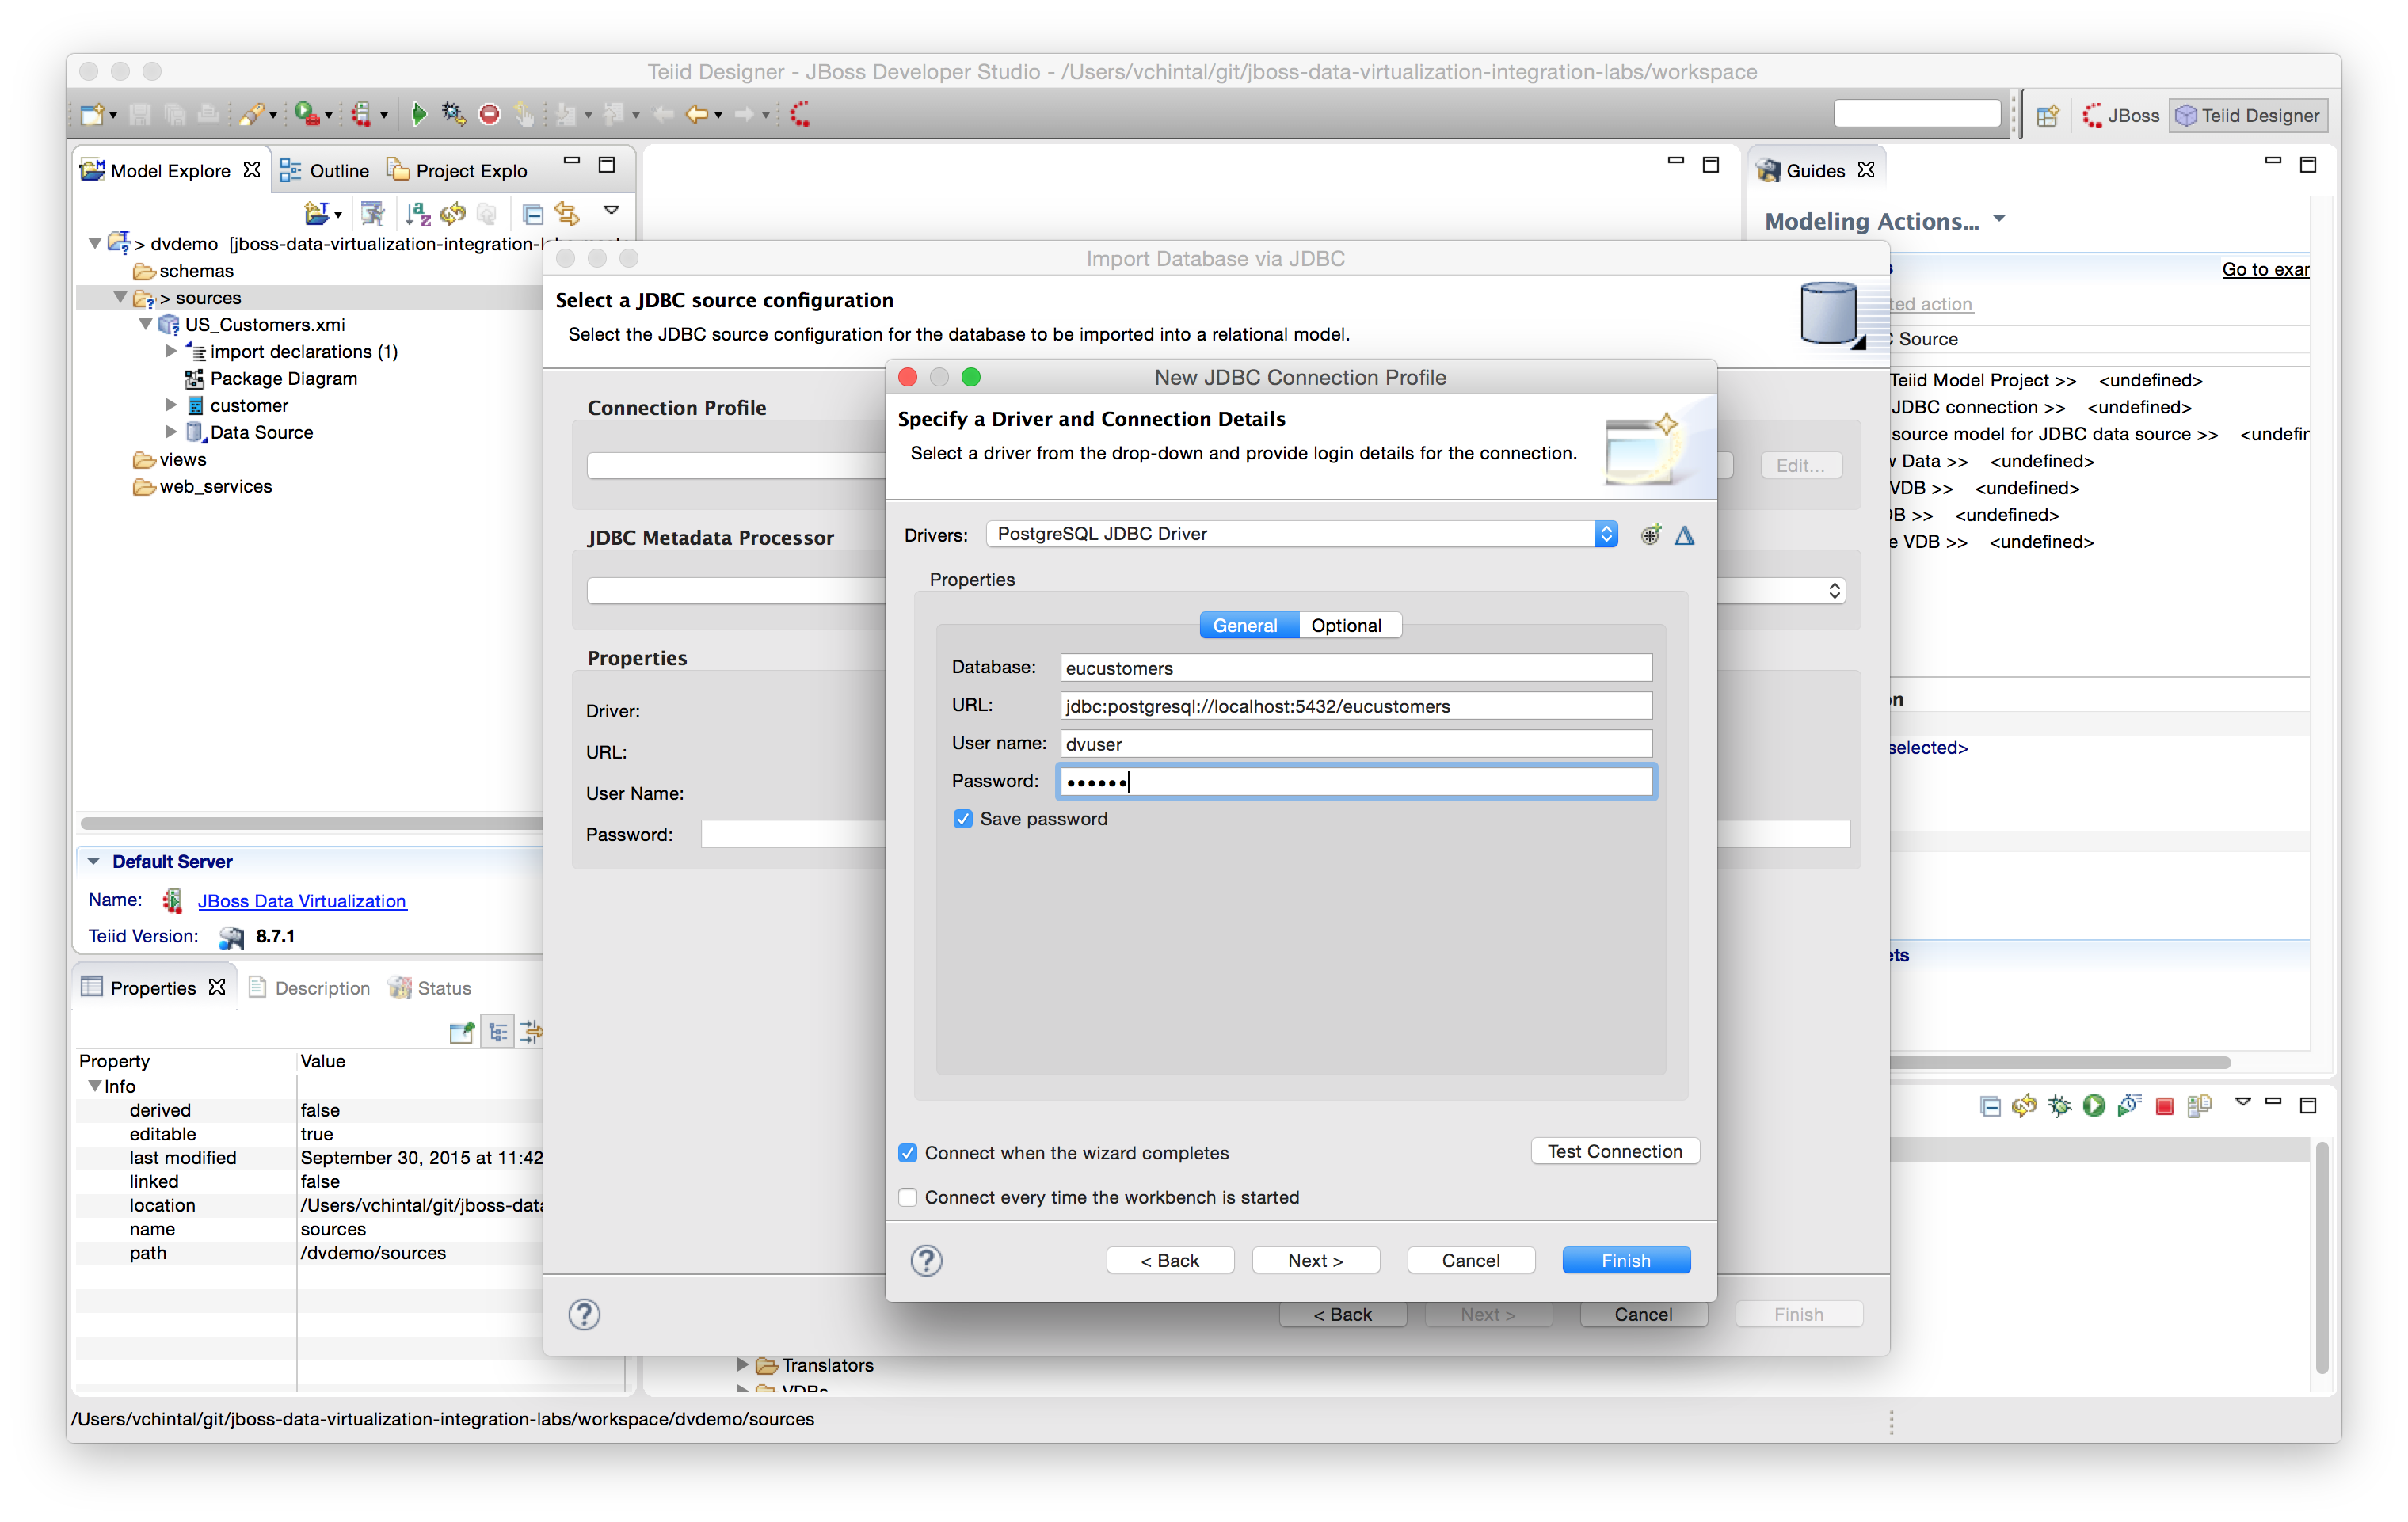 Teiid Designer - JBoss Developer Studio - /Users/vchintal/git/jboss-data-virtualization-integration-labs/workspace
JBoss
Teiid Designer
Model Explore
Outline
Project Explo
Guides
Modeling Actions...
> dvdemo [jboss-data-virtualization-integration-l
schemas
> sources
US_Customers.xmi
import declarations (1)
Package Diagram
customer
Data Source
views
web_services
Go to exar
ted action
Source
Teiid Model Project >> <undefined>
JDBC connection >> <undefined>
source model for JDBC data source >> <undefir
Data >> <undefined>
VDB >> <undefined>
B >> <undefined>
e VDB >> <undefined>
on
selected>
ets
Import Database via JDBC
Select a JDBC source configuration
Select the JDBC source configuration for the database to be imported into a relational model.
Connection Profile
Edit...
JDBC Metadata Processor
Properties
Driver:
URL:
User Name:
Password:
< Back
Next >
Cancel
Finish
New JDBC Connection Profile
Specify a Driver and Connection Details
Select a driver from the drop-down and provide login details for the connection.
Drivers:
PostgreSQL JDBC Driver
Properties
General
Optional
Database:
eucustomers
URL:
jdbc:postgresql://localhost:5432/eucustomers
User name:
dvuser
Password:
••••••
Save password
Connect when the wizard completes
Test Connection
Connect every time the workbench is started
< Back
Next >
Cancel
Finish
Default Server
Name:
JBoss Data Virtualization
Teiid Version:
8.7.1
Properties
Description
Status
Property
Value
Info
derived
false
editable
true
last modified
September 30, 2015 at 11:42
linked
false
location
/Users/vchintal/git/jboss-data
name
sources
path
/dvdemo/sources
Translators
VDBs
/Users/vchintal/git/jboss-data-virtualization-integration-labs/workspace/dvdemo/sources